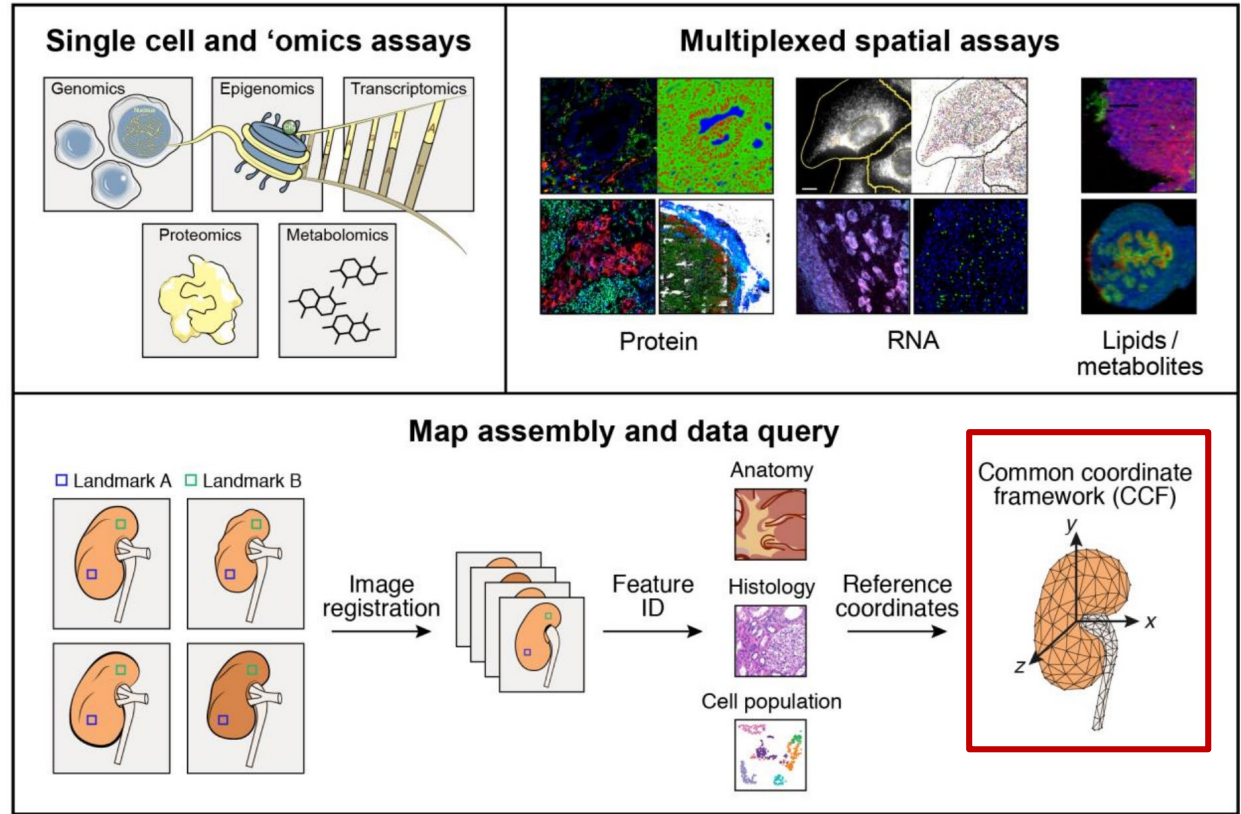 Single cell and ‘omics assays
Genomics
Epigenomics
Transcriptomics
Proteomics
Metabolomics
Multiplexed spatial assays
Protein
RNA
Lipids /
metabolites
Map assembly and data query
Landmark A
Landmark B
Image
registration
Feature
ID
Anatomy
Histology
Cell population
Reference
coordinates
Common coordinate
framework (CCF)
y
x
z